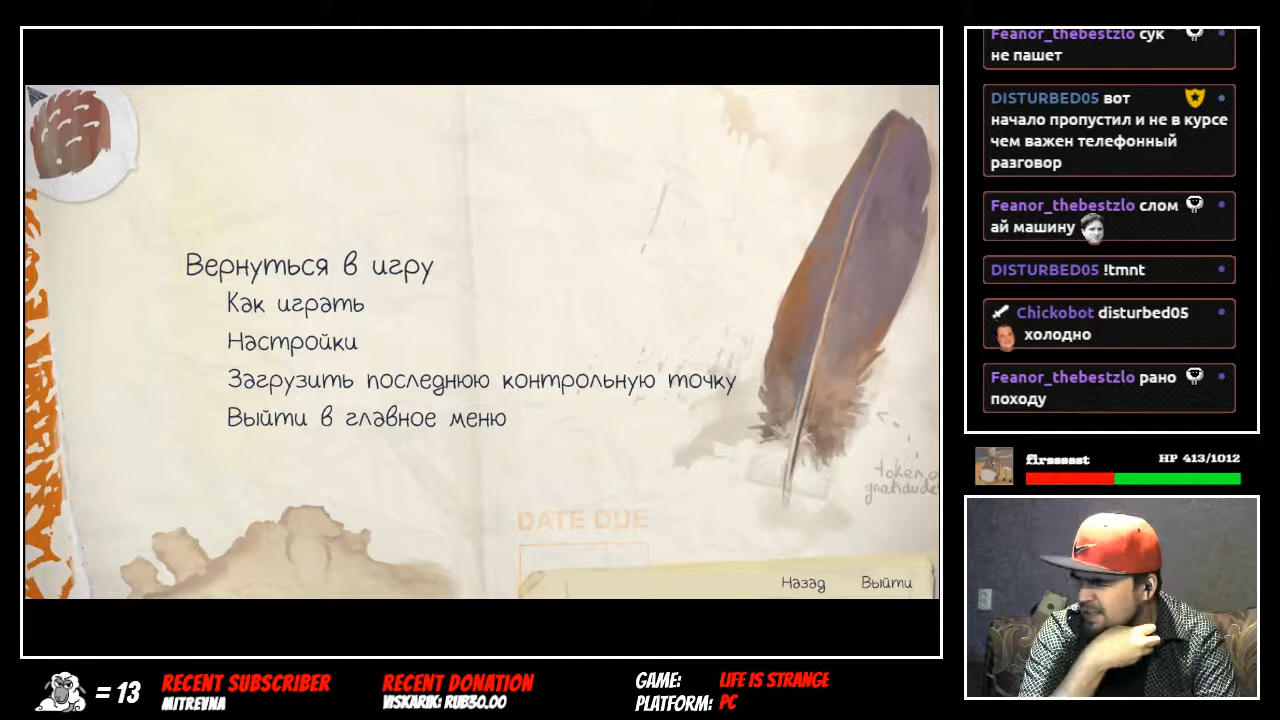 Вернуться в игру
Как играть
Настройки
Загрузить последнюю контрольную точку
Выйти в главное меню
token o
gratitude
DATE DUE
Назад Выйти
Feanor_thebestzlo сук
не пашет
DISTURBED05 вот
начало пропустил и не в курсе
чем важен телефонный
разговор
Feanor_thebestzlo слом
ай машину
DISTURBED05 !tmnt
Chickobot disturbed05
холодно
Feanor_thebestzlo рано
походу
HP 413/1012
= 13
RECENT SUBSCRIBER
MITREVNA
RECENT DONATION
VISKARIK: RUB30.00
GAME: LIFE IS STRANGE
PLATFORM: PC